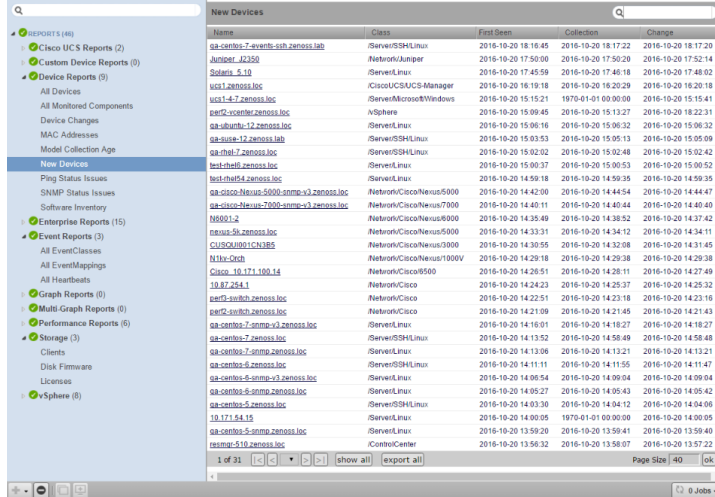 REPORTS (46)
Cisco UCS Reports (2)
Custom Device Reports (0)
Device Reports (9)
All Devices
All Monitored Components
Device Changes
MAC Addresses
Model Collection Age
New Devices
Ping Status Issues
SNMP Status Issues
Software Inventory
Enterprise Reports (15)
Event Reports (3)
All EventClasses
All EventMappings
All Heartbeats
Graph Reports (0)
Multi-Graph Reports (0)
Performance Reports (6)
Storage (3)
Clients
Disk Firmware
Licenses
vSphere (8)
New Devices
Name Class First Seen Collection Change
qa-centos-7-events-ssh.zenoss.lab /Server/SSH/Linux 2016-10-20 18:16:45 2016-10-20 18:17:22 2016-10-20 18:17:20
Juniper_J2350 /Network/Juniper 2016-10-20 17:50:00 2016-10-20 17:50:20 2016-10-20 17:52:14
Solaris_5.10 /Server/Linux 2016-10-20 17:45:59 2016-10-20 17:46:18 2016-10-20 17:48:02
ucs1.zenoss.loc /CiscoUCS/UCS-Manager 2016-10-20 16:19:18 2016-10-20 16:20:29 2016-10-20 16:20:18
ucs1-4-7.zenoss.loc /Server/Microsoft/Windows 2016-10-20 15:15:21 1970-01-01 00:00:00 2016-10-20 15:15:41
perf2-vcenter.zenoss.loc /vSphere 2016-10-20 15:09:45 2016-10-20 15:13:27 2016-10-20 18:22:31
qa-ubuntu-12.zenoss.loc /Server/Linux 2016-10-20 15:06:16 2016-10-20 15:06:32 2016-10-20 15:06:32
qa-suse-12.zenoss.lab /Server/SSH/Linux 2016-10-20 15:03:53 2016-10-20 15:05:13 2016-10-20 15:05:09
qa-rhel-7.zenoss.loc /Server/SSH/Linux 2016-10-20 15:02:02 2016-10-20 15:02:48 2016-10-20 15:02:42
test-rhel6.zenoss.loc /Server/Linux 2016-10-20 15:00:37 2016-10-20 15:00:53 2016-10-20 15:00:52
test-rhel54.zenoss.loc /Server/Linux 2016-10-20 14:59:18 2016-10-20 14:59:35 2016-10-20 14:59:35
qa-cisco-Nexus-5000-snmp-v3.zenoss.loc /Network/Cisco/Nexus/5000 2016-10-20 14:42:00 2016-10-20 14:44:54 2016-10-20 14:44:47
qa-cisco-Nexus-7000-snmp-v3.zenoss.loc /Network/Cisco/Nexus/7000 2016-10-20 14:40:11 2016-10-20 14:40:44 2016-10-20 14:40:40
N6001-2 /Network/Cisco/Nexus/6000 2016-10-20 14:35:49 2016-10-20 14:38:52 2016-10-20 14:37:42
nexus-5k.zenoss.loc /Network/Cisco/Nexus/5000 2016-10-20 14:33:31 2016-10-20 14:34:12 2016-10-20 14:34:11
CUSQUI001CN3B5 /Network/Cisco/Nexus/3000 2016-10-20 14:30:55 2016-10-20 14:32:08 2016-10-20 14:31:45
N1kv-Orch /Network/Cisco/Nexus/1000V 2016-10-20 14:29:18 2016-10-20 14:29:38 2016-10-20 14:29:38
Cisco_10.171.100.14 /Network/Cisco/6500 2016-10-20 14:26:51 2016-10-20 14:28:11 2016-10-20 14:27:49
10.87.254.1 /Network/Cisco 2016-10-20 14:24:23 2016-10-20 14:25:37 2016-10-20 14:25:32
perf3-switch.zenoss.loc /Network/Cisco 2016-10-20 14:22:51 2016-10-20 14:23:18 2016-10-20 14:23:16
perf2-switch.zenoss.loc /Network/Cisco 2016-10-20 14:21:09 2016-10-20 14:21:45 2016-10-20 14:21:43
qa-centos-7-snmp-v3.zenoss.loc /Server/Linux 2016-10-20 14:16:01 2016-10-20 14:18:27 2016-10-20 14:18:27
qa-centos-7.zenoss.loc /Server/SSH/Linux 2016-10-20 14:13:52 2016-10-20 14:58:49 2016-10-20 14:58:48
qa-centos-7-snmp.zenoss.loc /Server/Linux 2016-10-20 14:13:06 2016-10-20 14:13:21 2016-10-20 14:13:21
qa-centos-6.zenoss.loc /Server/SSH/Linux 2016-10-20 14:11:11 2016-10-20 14:11:55 2016-10-20 14:11:47
qa-centos-6-snmp-v3.zenoss.loc /Server/Linux 2016-10-20 14:06:54 2016-10-20 14:09:04 2016-10-20 14:09:04
qa-centos-6-snmp.zenoss.loc /Server/Linux 2016-10-20 14:05:27 2016-10-20 14:05:43 2016-10-20 14:05:42
qa-centos-5.zenoss.loc /Server/SSH/Linux 2016-10-20 14:03:30 2016-10-20 14:04:12 2016-10-20 14:04:06
10.171.54.15 /Server/Linux 2016-10-20 14:00:05 1970-01-01 00:00:00 2016-10-20 14:00:05
qa-centos-5-snmp.zenoss.loc /Server/Linux 2016-10-20 13:59:20 2016-10-20 13:59:41 2016-10-20 13:59:40
resmgr-510.zenoss.loc /ControlCenter 2016-10-20 13:56:32 2016-10-20 13:58:07 2016-10-20 13:57:22
1 of 31 |< < > >| show all export all Page Size 40 ok
0 Jobs